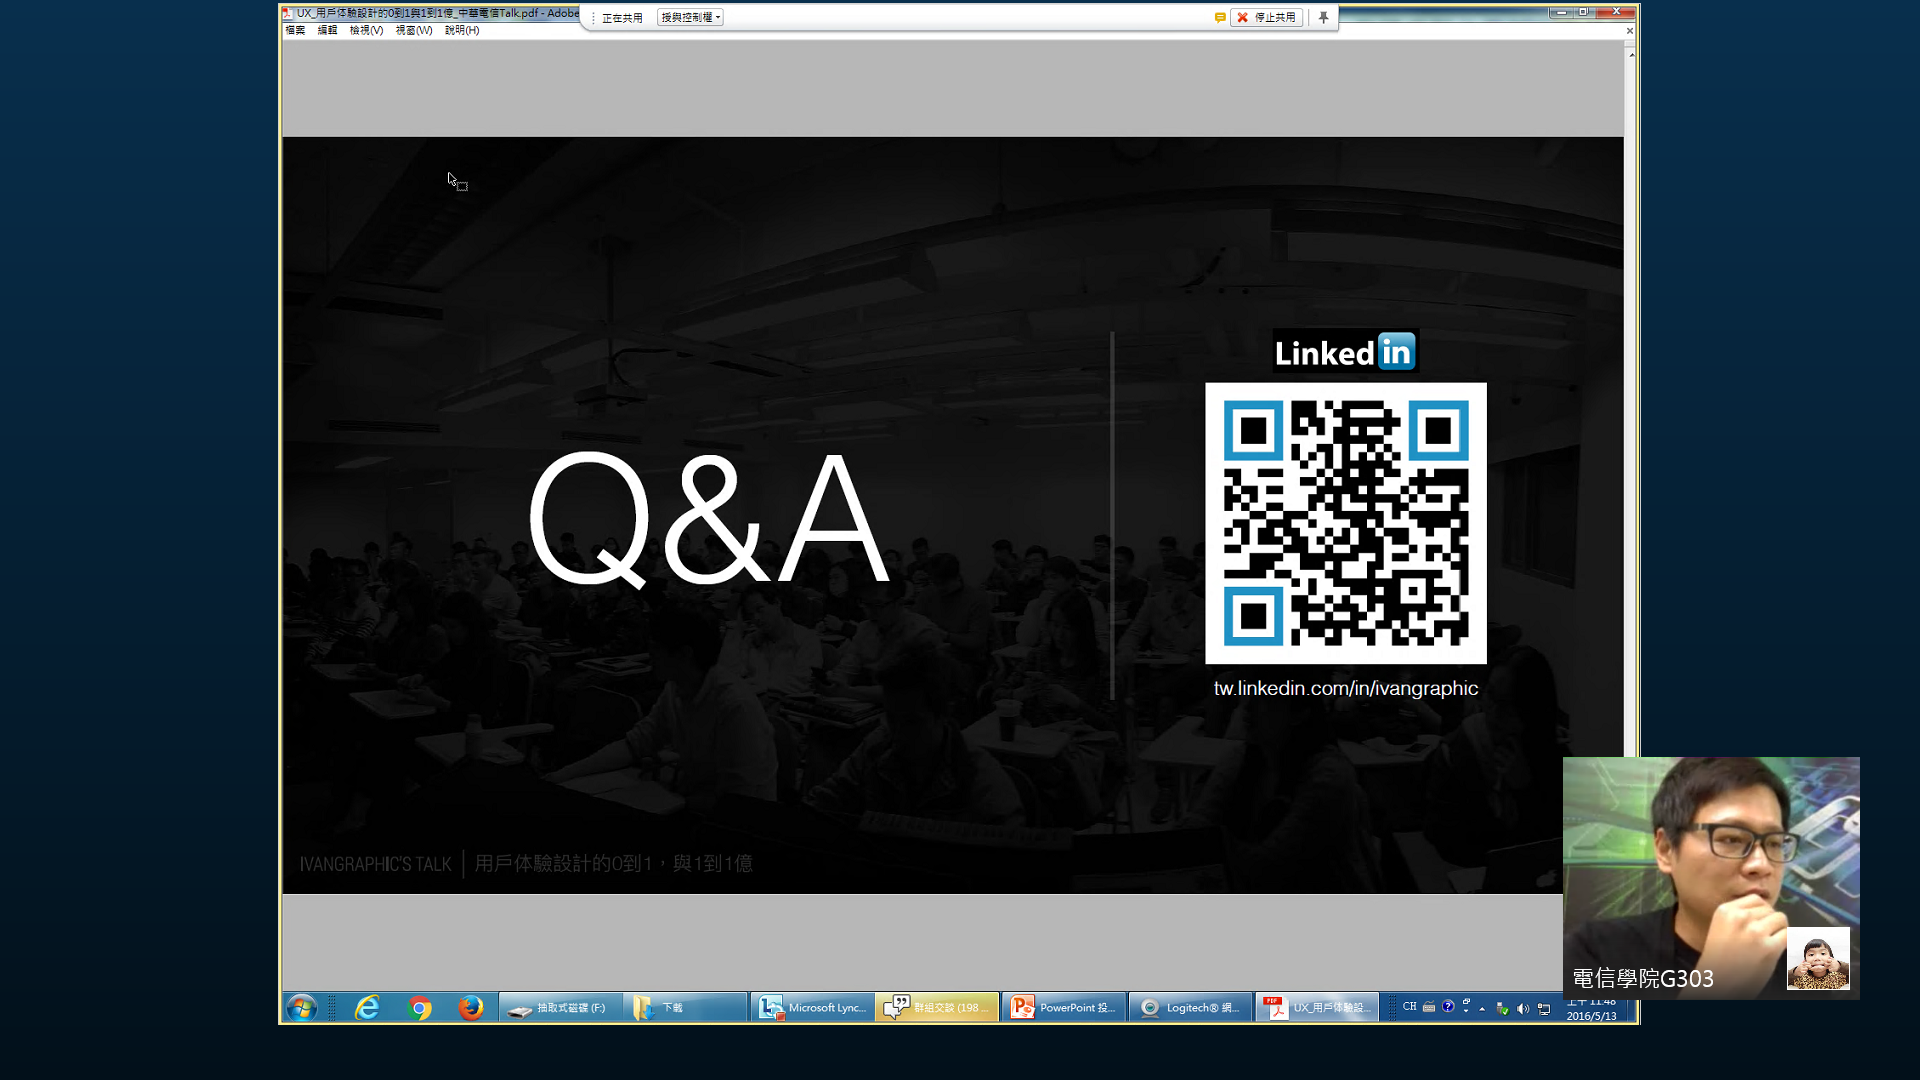 UX_用戶体驗設計的0到1與1到1億_中華電信Talk.pdf - Adobe
正在共用
授與控制權
停止共用
檔案 編輯 檢視(V) 視窗(W) 說明(H)
Linked in
Q&A
tw.linkedin.com/in/ivangraphic
IVANGRAPHIC'S TALK | 用戶体驗設計的0到1，與1到1億
電信學院G303
抽取式磁碟 (F:)
下載
Microsoft Lync...
群組交談 (198 ...
PowerPoint 投...
Logitech® 網...
UX_用戶体驗設...
CH
上午 11:48
2016/5/13